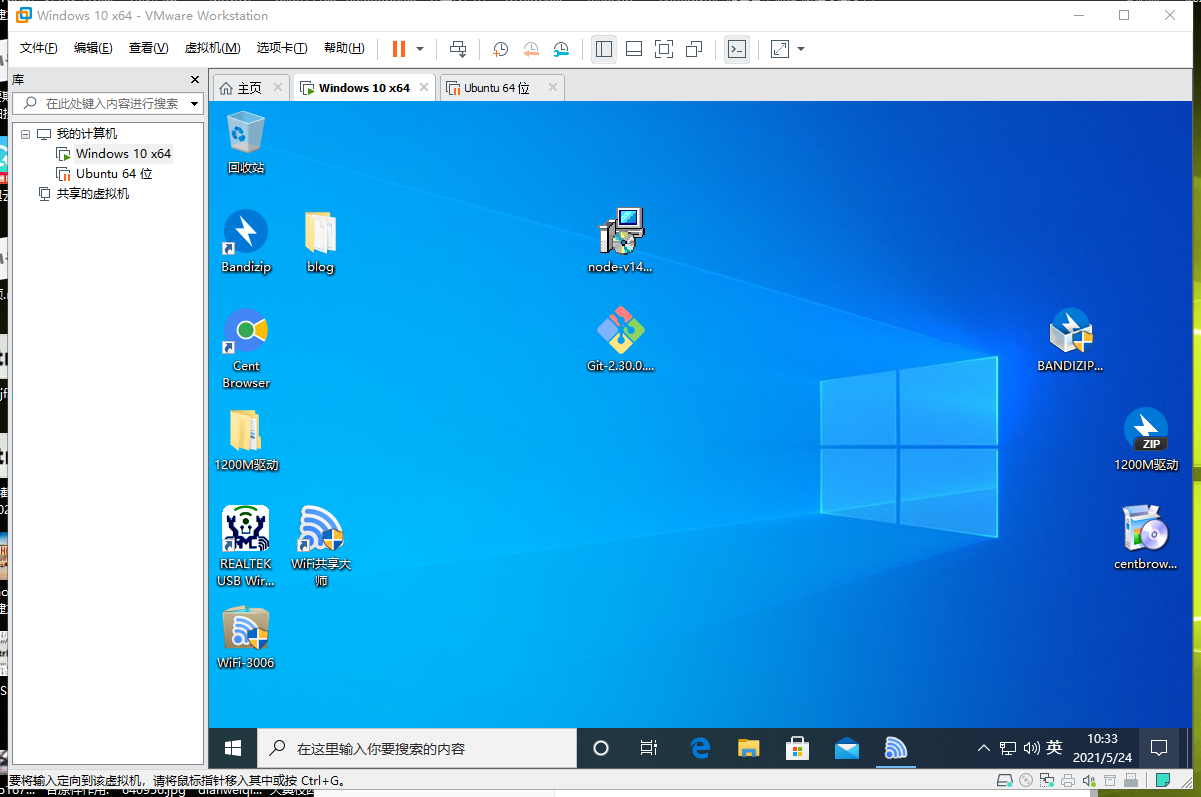 Windows 10 x64 - VMware Workstation
文件(F) 编辑(E) 查看(V) 虚拟机(M) 选项卡(T) 帮助(H)
库
在此处键入内容进行搜索
我的计算机
Windows 10 x64
Ubuntu 64 位
共享的虚拟机
主页
Windows 10 x64
Ubuntu 64 位
回收站
Bandizip
blog
node-v14...
Cent
Browser
Git-2.30.0....
BANDIZIP...
1200M驱动
ZIP
1200M驱动
REALTEK
USB Wir...
WiFi共享大
师
centbrow...
WiFi-3006
在这里输入你要搜索的内容
英
10:33
2021/5/24
要将输入定向到该虚拟机，请将鼠标指针移入其中或按 Ctrl+G。